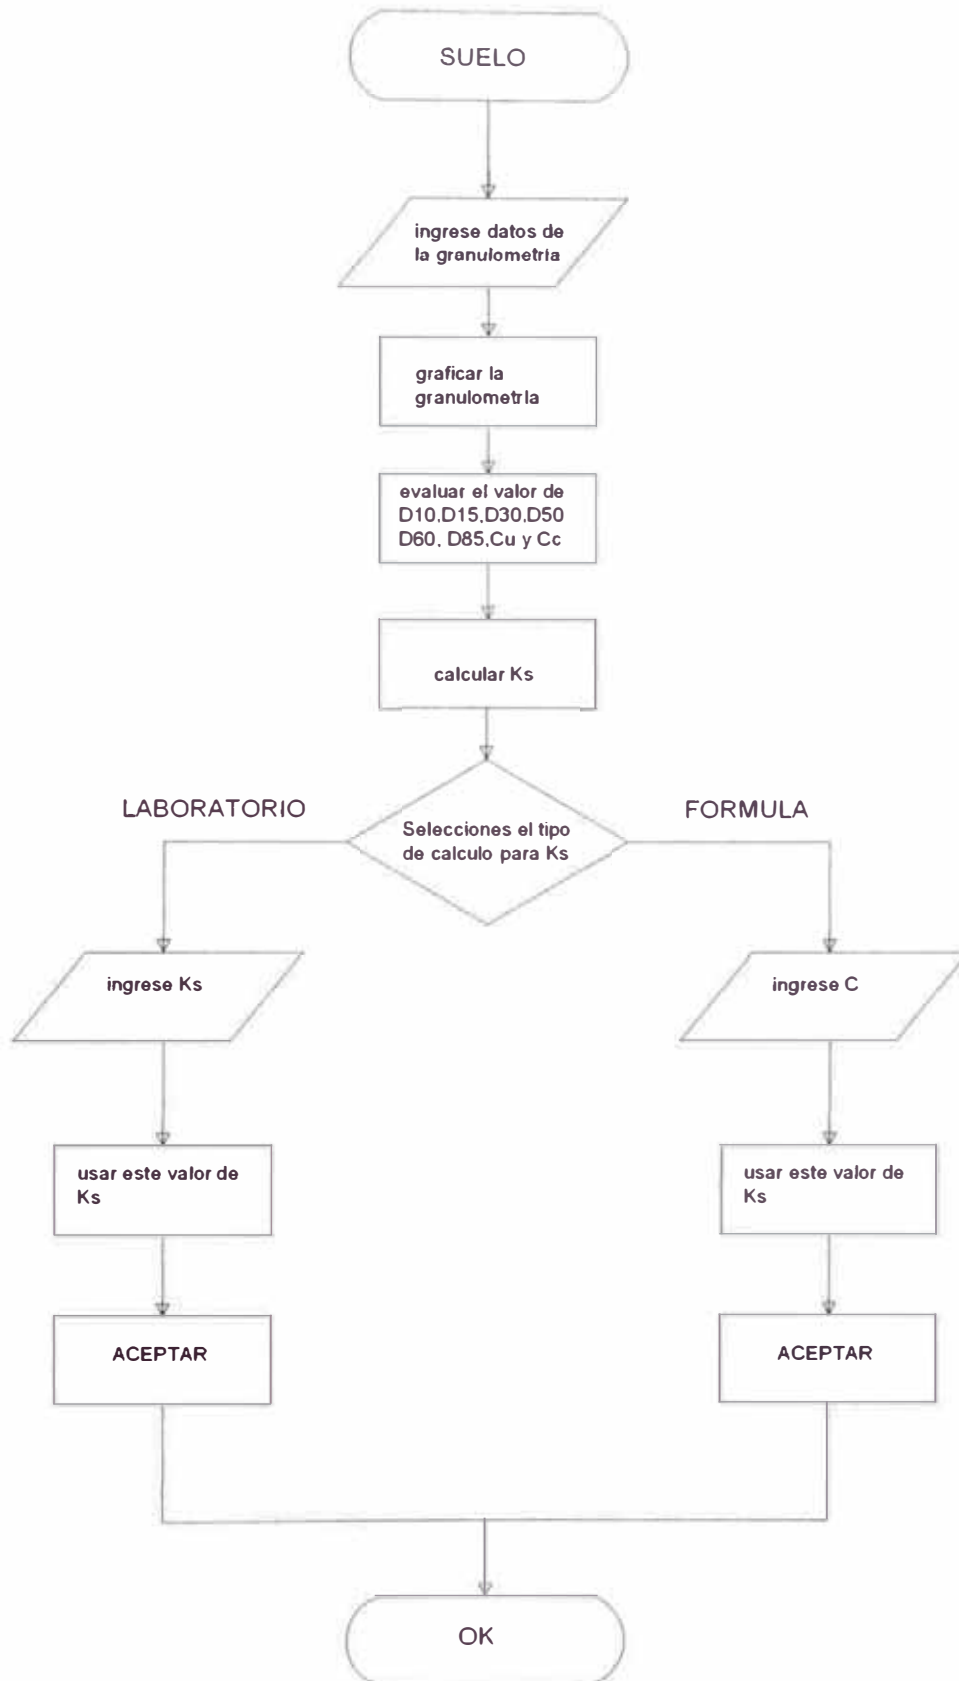 SUELO
ingrese datos de
la granulometria
graficar la
granulometria
evaluar el valor de
D10,D15,D30,D50
D60, D85,Cu y Cc
calcular Ks
LABORATORIO
FORMULA
Selecciones el tipo
de calculo para Ks
ingrese Ks
ingrese C
usar este valor de
Ks
usar este valor de
Ks
ACEPTAR
ACEPTAR
OK